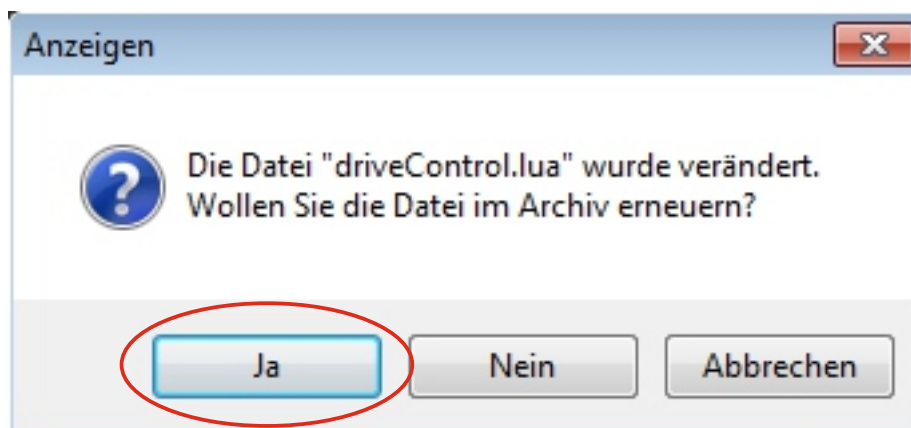 Anzeigen
Die Datei "driveControl.lua" wurde verändert.
Wollen Sie die Datei im Archiv erneuern?
Ja
Nein
Abbrechen